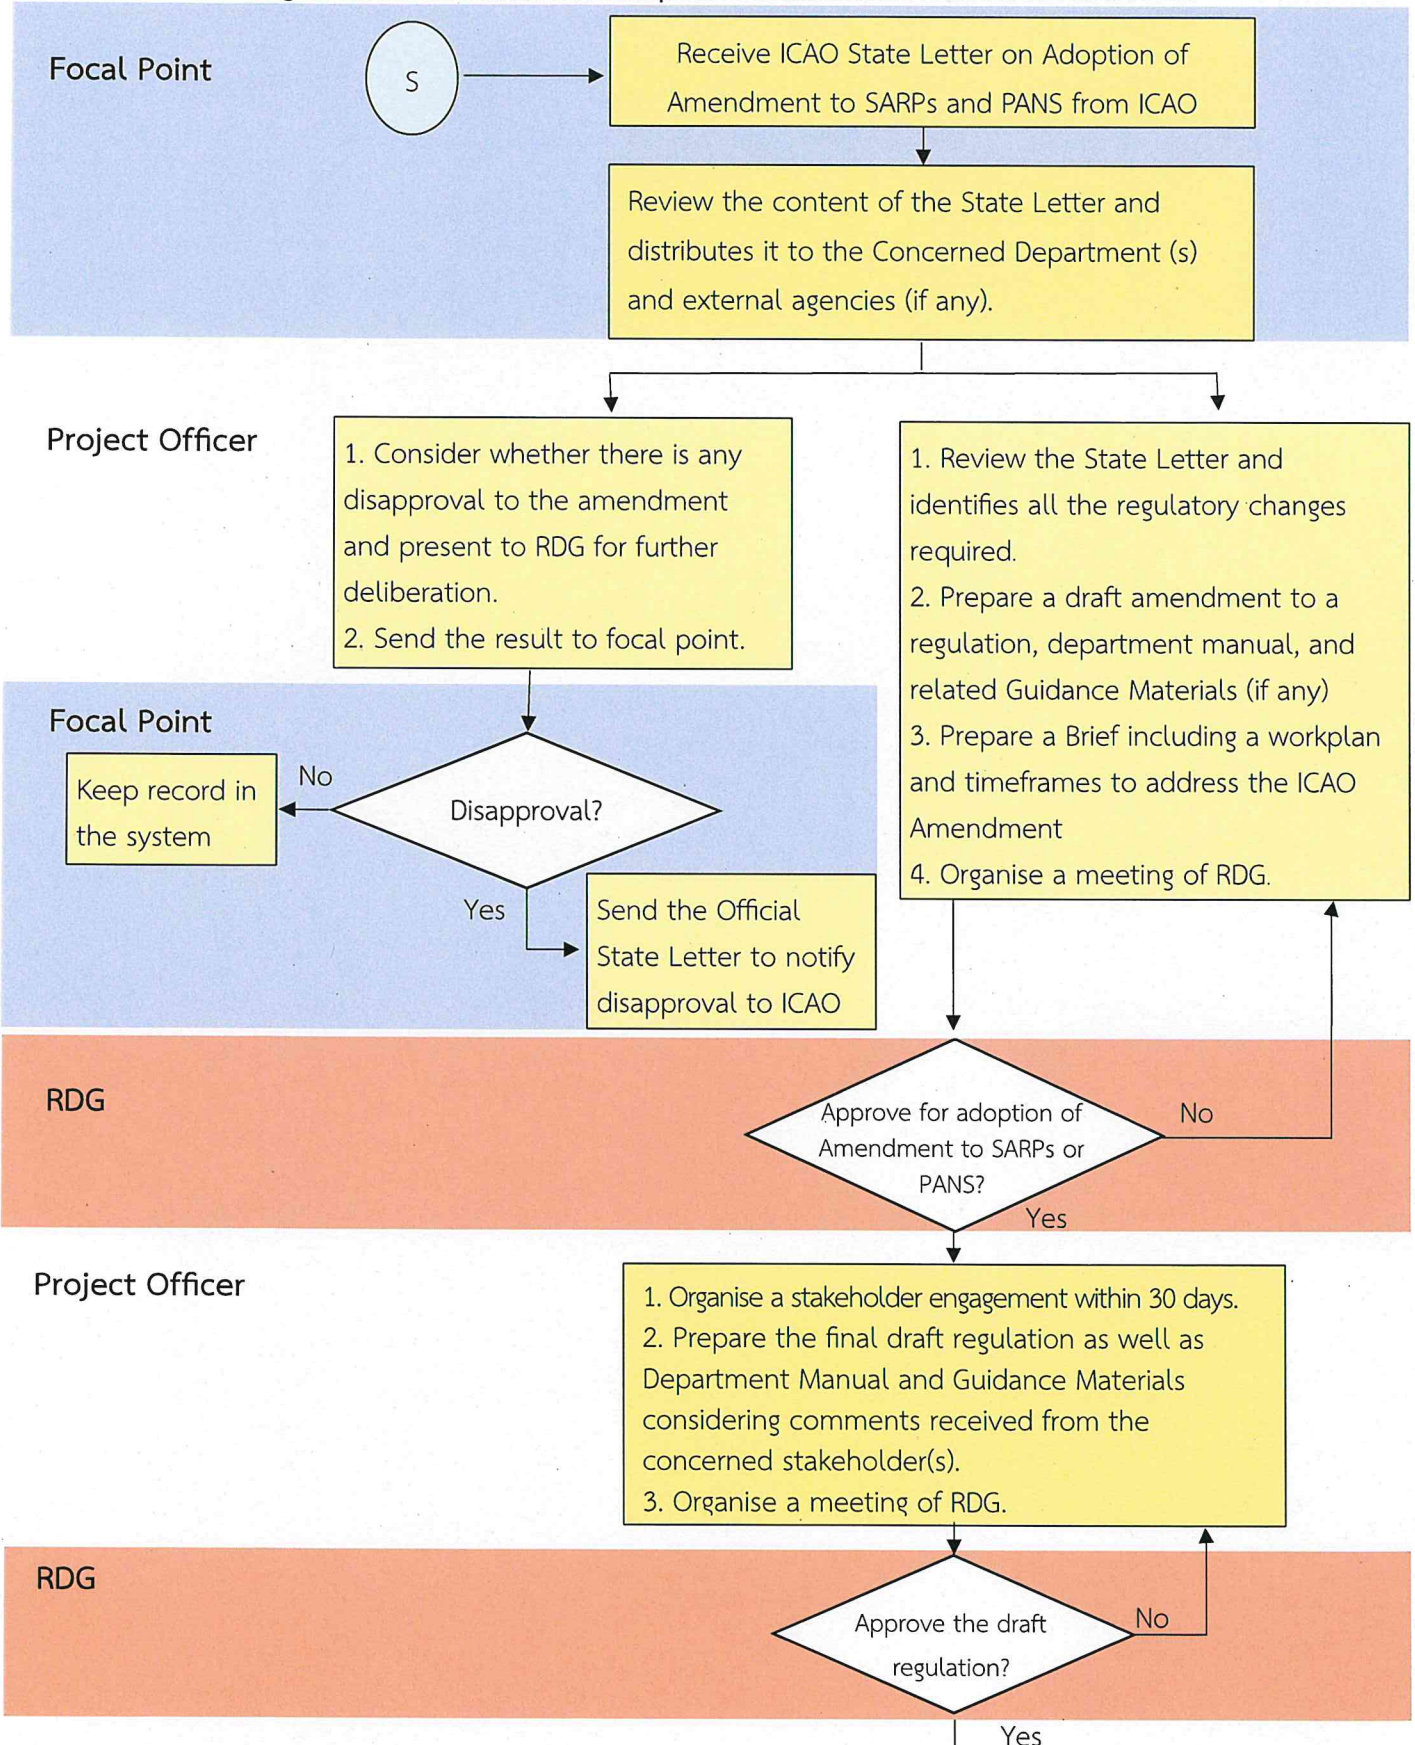 Focal Point
S
Receive ICAO State Letter on Adoption of
Amendment to SARPs and PANS from ICAO
Review the content of the State Letter and
distributes it to the Concerned Department (s)
and external agencies (if any).
Project Officer
1. Consider whether there is any
disapproval to the amendment
and present to RDG for further
deliberation.
2. Send the result to focal point.
1. Review the State Letter and
identifies all the regulatory changes
required.
2. Prepare a draft amendment to a
regulation, department manual, and
related Guidance Materials (if any)
3. Prepare a Brief including a workplan
and timeframes to address the ICAO
Amendment
4. Organise a meeting of RDG.
Focal Point
Keep record in
the system
No
Disapproval?
Yes
Send the Official
State Letter to notify
disapproval to ICAO
RDG
Approve for adoption of
Amendment to SARPs or
PANS?
No
Yes
Project Officer
1. Organise a stakeholder engagement within 30 days.
2. Prepare the final draft regulation as well as
Department Manual and Guidance Materials
considering comments received from the
concerned stakeholder(s).
3. Organise a meeting of RDG.
RDG
Approve the draft
regulation?
No
Yes